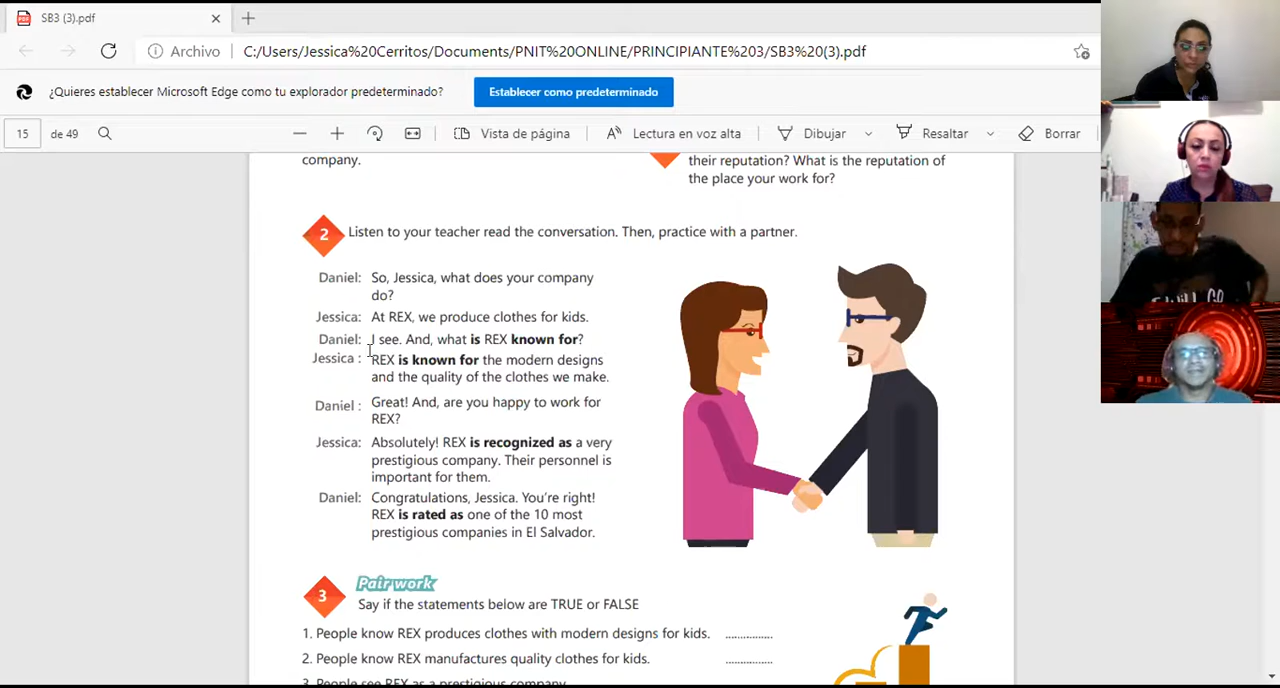 SB3 (3).pdf
Archivo
C:/Users/Jessica%20Cerritos/Documents/PNIT%20ONLINE/PRINCIPIANTE%203/SB3%20(3).pdf
¿Quieres establecer Microsoft Edge como tu explorador predeterminado?
Establecer como predeterminado
15 de 49
Vista de página
Lectura en voz alta
Dibujar
Resaltar
Borrar
company.
their reputation? What is the reputation of
the place your work for?
2 Listen to your teacher read the conversation. Then, practice with a partner.
Daniel: So, Jessica, what does your company
do?
Jessica: At REX, we produce clothes for kids.
Daniel: I see. And, what is REX known for?
Jessica : REX is known for the modern designs
and the quality of the clothes we make.
Daniel : Great! And, are you happy to work for
REX?
Jessica: Absolutely! REX is recognized as a very
prestigious company. Their personnel is
important for them.
Daniel: Congratulations, Jessica. You're right!
REX is rated as one of the 10 most
prestigious companies in El Salvador.
3 Pair work
Say if the statements below are TRUE or FALSE
1. People know REX produces clothes with modern designs for kids. ................
2. People know REX manufactures quality clothes for kids. ................
3. People see REX as a prestigious company